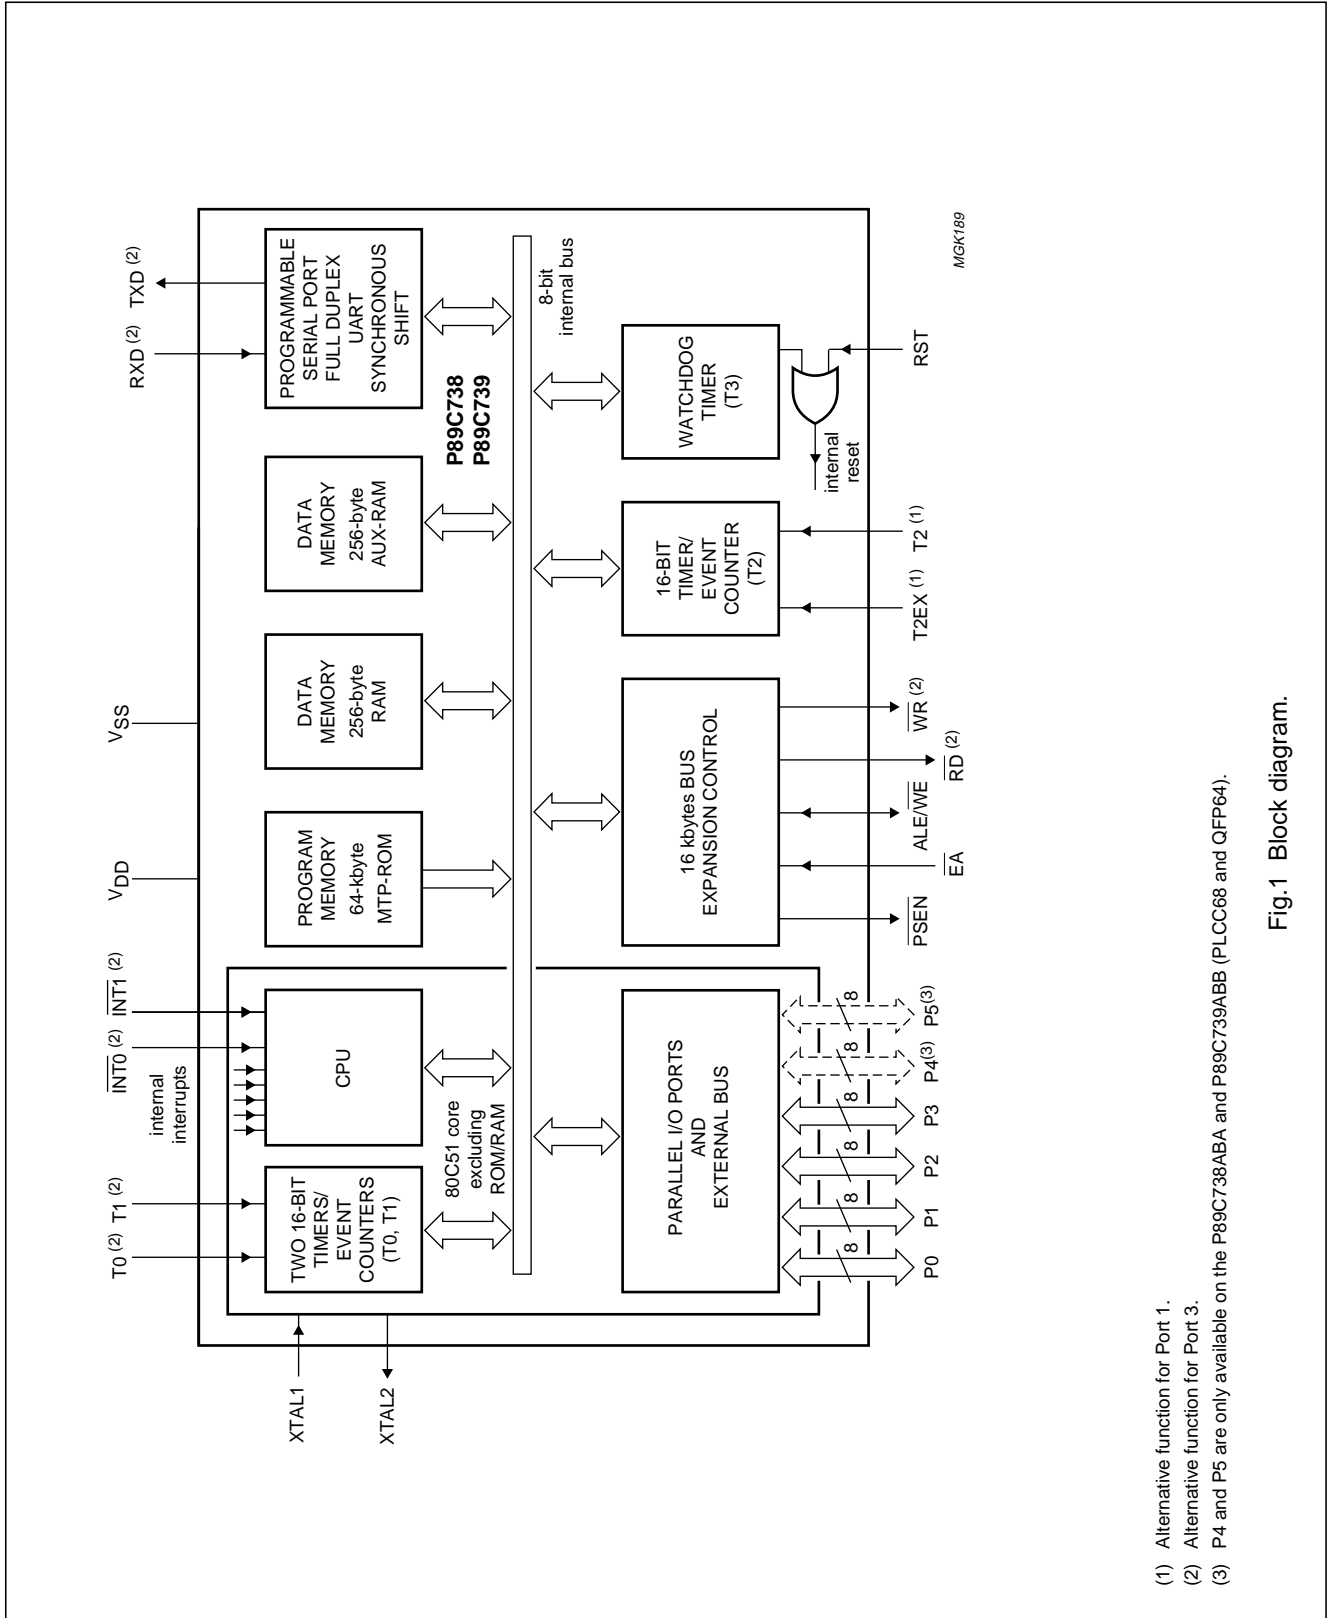 T0 (2)
T1 (2)
internal
interrupts
INT0 (2)
INT1 (2)
VDD
VSS
RXD (2)
TXD (2)
XTAL1
XTAL2
TWO 16-BIT
TIMERS/
EVENT
COUNTERS
(T0, T1)
CPU
PROGRAM
MEMORY
64-kbyte
MTP-ROM
DATA
MEMORY
256-byte
RAM
DATA
MEMORY
256-byte
AUX-RAM
PROGRAMMABLE
SERIAL PORT
FULL DUPLEX
UART
SYNCHRONOUS
SHIFT
80C51 core
excluding
ROM/RAM
P89C738
P89C739
8-bit
internal bus
PARALLEL I/O PORTS
AND
EXTERNAL BUS
16 kbytes BUS
EXPANSION CONTROL
16-BIT
TIMER/
EVENT
COUNTER
(T2)
WATCHDOG
TIMER
(T3)
internal
reset
8
8
8
8
8
8
P0
P1
P2
P3
P4(3)
P5(3)
PSEN
EA
ALE/WE
RD (2)
WR (2)
T2EX (1)
T2 (1)
RST
MGK189
(1) Alternative function for Port 1.
(2) Alternative function for Port 3.
(3) P4 and P5 are only available on the P89C738ABA and P89C739ABB (PLCC68 and QFP64).
Fig.1 Block diagram.